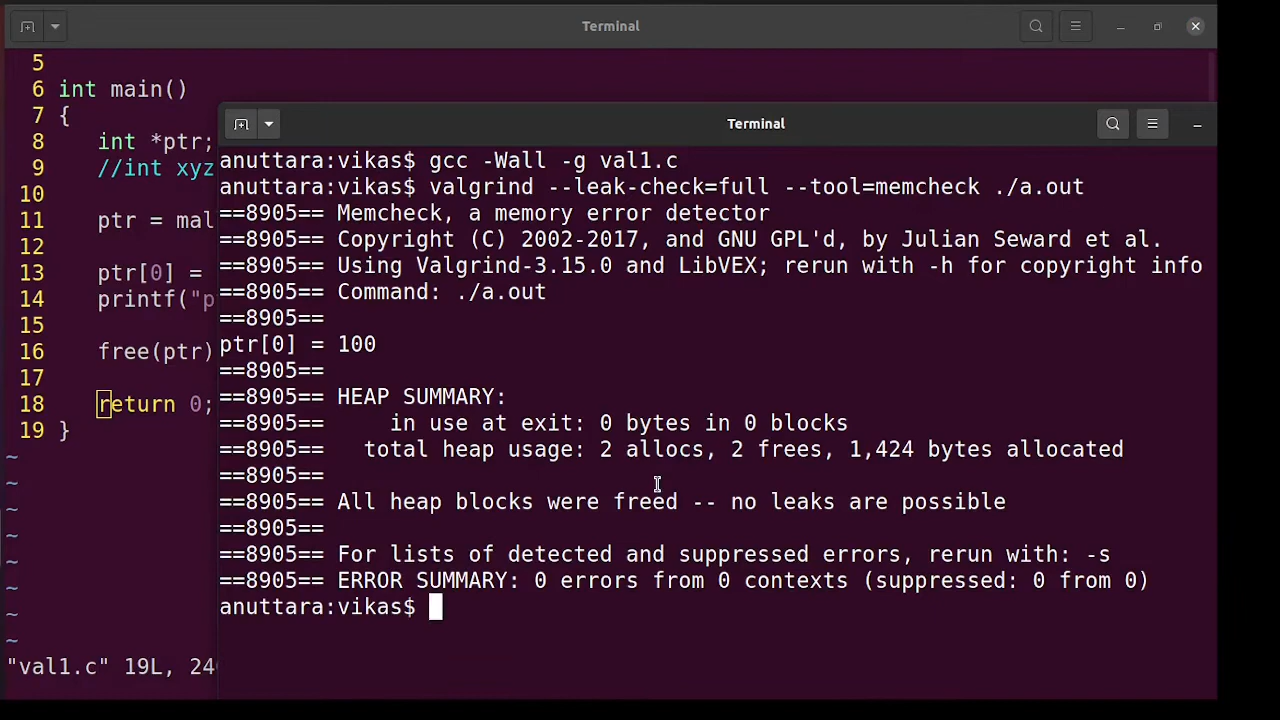 Terminal
5
6 int main()
7 {
8 int *ptr;
9 //int xyz
10
11 ptr = mal
12
13 ptr[0] =
14 printf("p
15
16 free(ptr)
17
18 return 0;
19 }
~
~
~
~
~
~
~
~
"val1.c" 19L, 24
Terminal
anuttara:vikas$ gcc -Wall -g val1.c
anuttara:vikas$ valgrind --leak-check=full --tool=memcheck ./a.out
==8905== Memcheck, a memory error detector
==8905== Copyright (C) 2002-2017, and GNU GPL'd, by Julian Seward et al.
==8905== Using Valgrind-3.15.0 and LibVEX; rerun with -h for copyright info
==8905== Command: ./a.out
==8905==
ptr[0] = 100
==8905==
==8905== HEAP SUMMARY:
==8905== in use at exit: 0 bytes in 0 blocks
==8905== total heap usage: 2 allocs, 2 frees, 1,424 bytes allocated
==8905==
==8905== All heap blocks were freed -- no leaks are possible
==8905==
==8905== For lists of detected and suppressed errors, rerun with: -s
==8905== ERROR SUMMARY: 0 errors from 0 contexts (suppressed: 0 from 0)
anuttara:vikas$